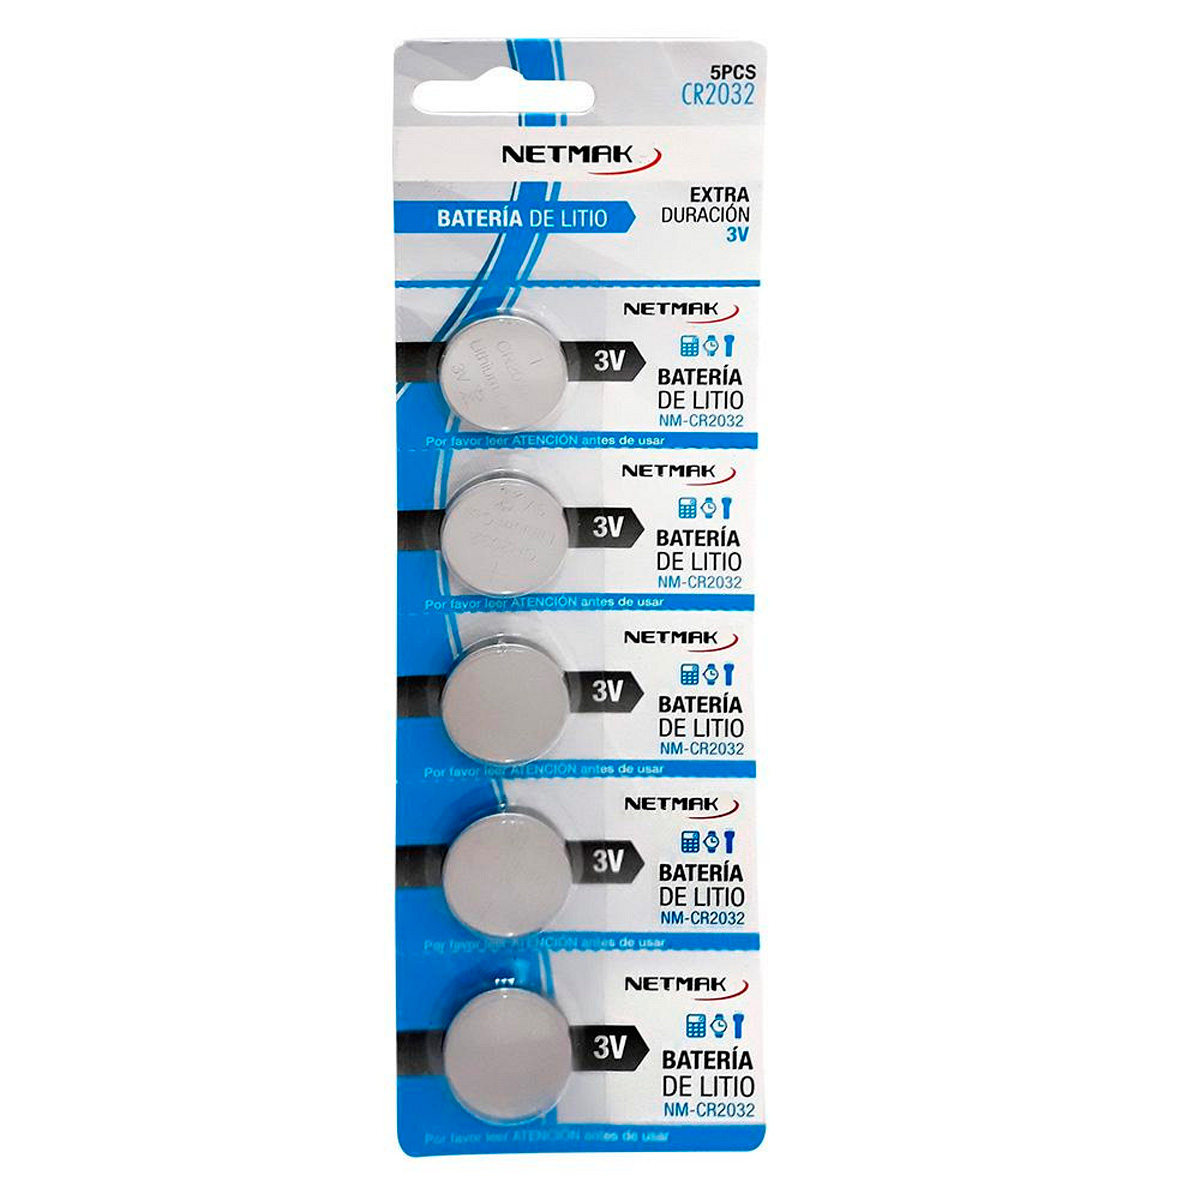 5PCS
CR2032
NETMAK
BATERÍA DE LITIO
EXTRA
DURACIÓN
3V
NETMAK
3V
BATERÍA
DE LITIO
NM-CR2032
Lithium
3V
Por favor leer ATENCIÓN antes de usar
NETMAK
3V
BATERÍA
DE LITIO
NM-CR2032
Por favor leer ATENCIÓN antes de usar
NETMAK
3V
BATERÍA
DE LITIO
NM-CR2032
Por favor leer ATENCIÓN antes de usar
NETMAK
3V
BATERÍA
DE LITIO
NM-CR2032
Por favor leer ATENCIÓN antes de usar
NETMAK
3V
BATERÍA
DE LITIO
NM-CR2032
Por favor leer ATENCIÓN antes de usar